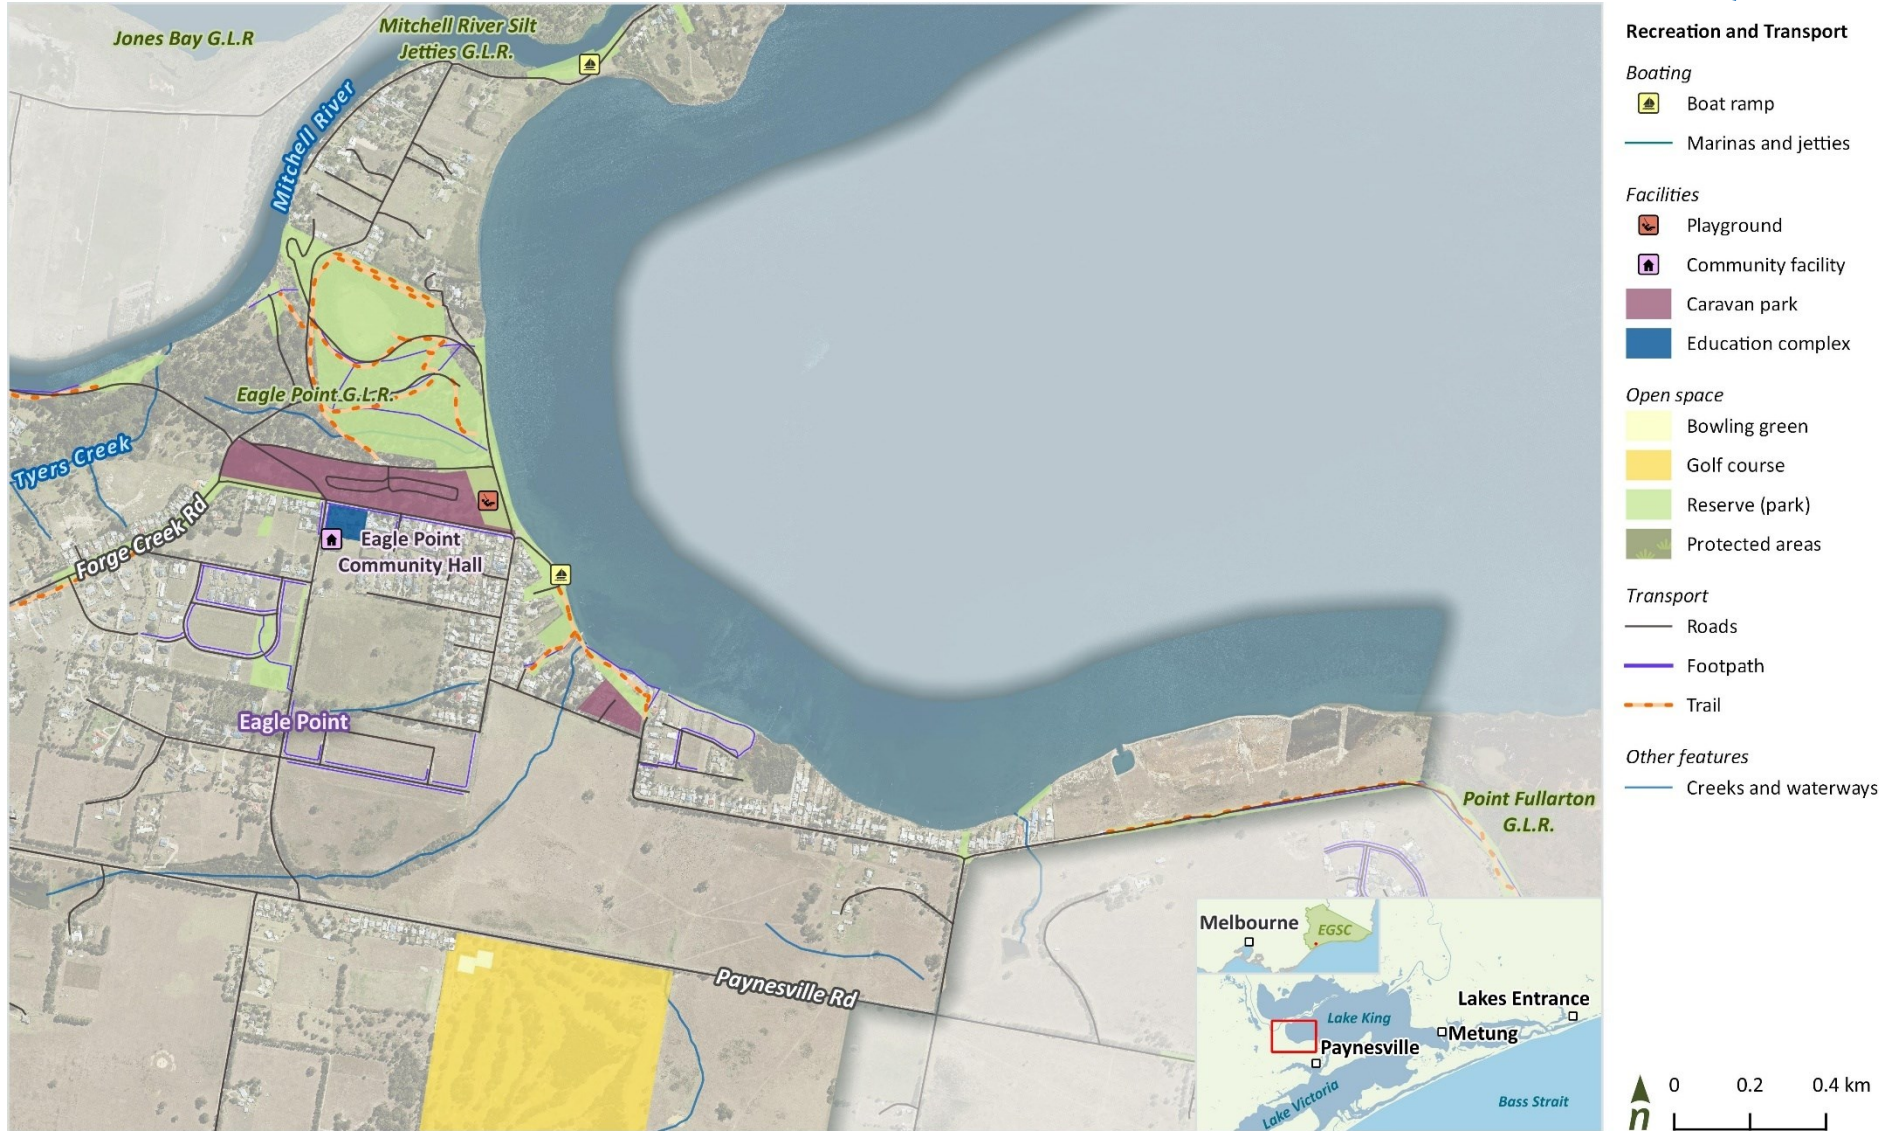 Jones Bay G.L.R
Mitchell River Silt
Jetties G.L.R.
Mitchell River
Eagle Point G.L.R.
Tyers Creek
Forge Creek Rd
Eagle Point
Community Hall
Eagle Point
Point Fullarton
G.L.R.
Paynesville Rd
Melbourne
EGSC
Lakes Entrance
Lake King
Metung
Paynesville
Lake Victoria
Bass Strait
Recreation and Transport
Boating
Boat ramp
Marinas and jetties
Facilities
Playground
Community facility
Caravan park
Education complex
Open space
Bowling green
Golf course
Reserve (park)
Protected areas
Transport
Roads
Footpath
Trail
Other features
Creeks and waterways
n
0 0.2 0.4 km